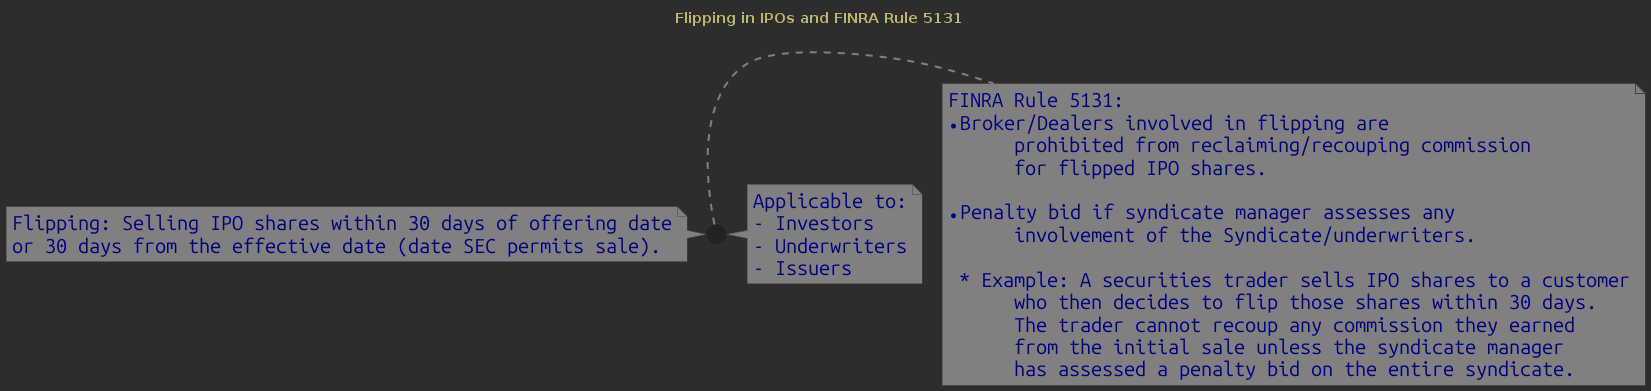 Flipping in IPOs and FINRA Rule 5131
Flipping: Selling IPO shares within 30 days of offering date
or 30 days from the effective date (date SEC permits sale).
Applicable to:
- Investors
- Underwriters
- Issuers
FINRA Rule 5131:
•Broker/Dealers involved in flipping are
prohibited from reclaiming/recouping commission
for flipped IPO shares.
•Penalty bid if syndicate manager assesses any
involvement of the Syndicate/underwriters.
* Example: A securities trader sells IPO shares to a customer
who then decides to flip those shares within 30 days.
The trader cannot recoup any commission they earned
from the initial sale unless the syndicate manager
has assessed a penalty bid on the entire syndicate.